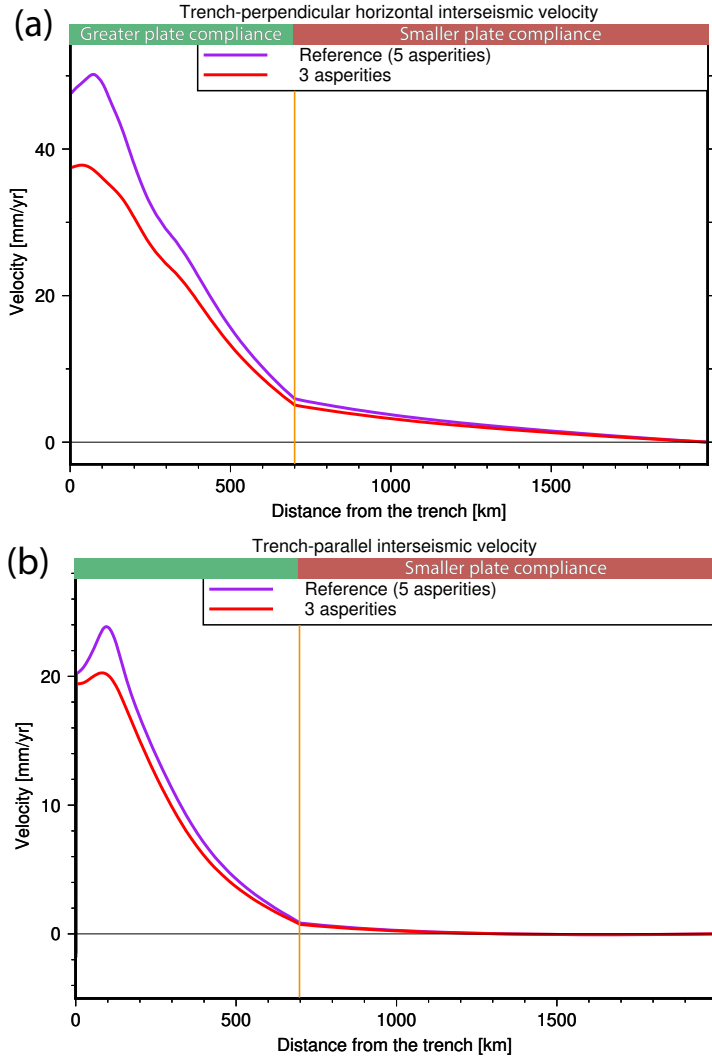 (a)
Trench-perpendicular horizontal interseismic velocity
Greater plate compliance
Smaller plate compliance
Reference (5 asperities)
3 asperities
Velocity [mm/yr]
40
20
0
0
500
1000
1500
Distance from the trench [km]
(b)
Trench-parallel interseismic velocity
Smaller plate compliance
Reference (5 asperities)
3 asperities
Velocity [mm/yr]
20
10
0
0
500
1000
1500
Distance from the trench [km]